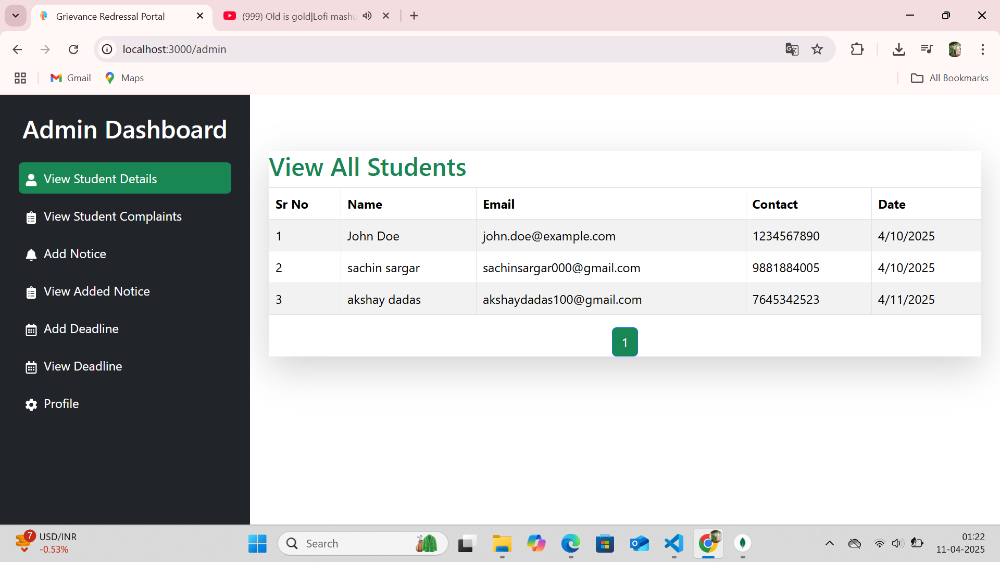 Grievance Redressal Portal
(999) Old is gold|Lofi mashu
localhost:3000/admin
Gmail
Maps
All Bookmarks
Admin Dashboard
View Student Details
View Student Complaints
Add Notice
View Added Notice
Add Deadline
View Deadline
Profile
View All Students
Sr No Name Email Contact Date
1 John Doe john.doe@example.com 1234567890 4/10/2025
2 sachin sargar sachinsargar000@gmail.com 9881884005 4/10/2025
3 akshay dadas akshaydadas100@gmail.com 7645342523 4/11/2025
1
7
USD/INR
-0.53%
Search
01:22
11-04-2025